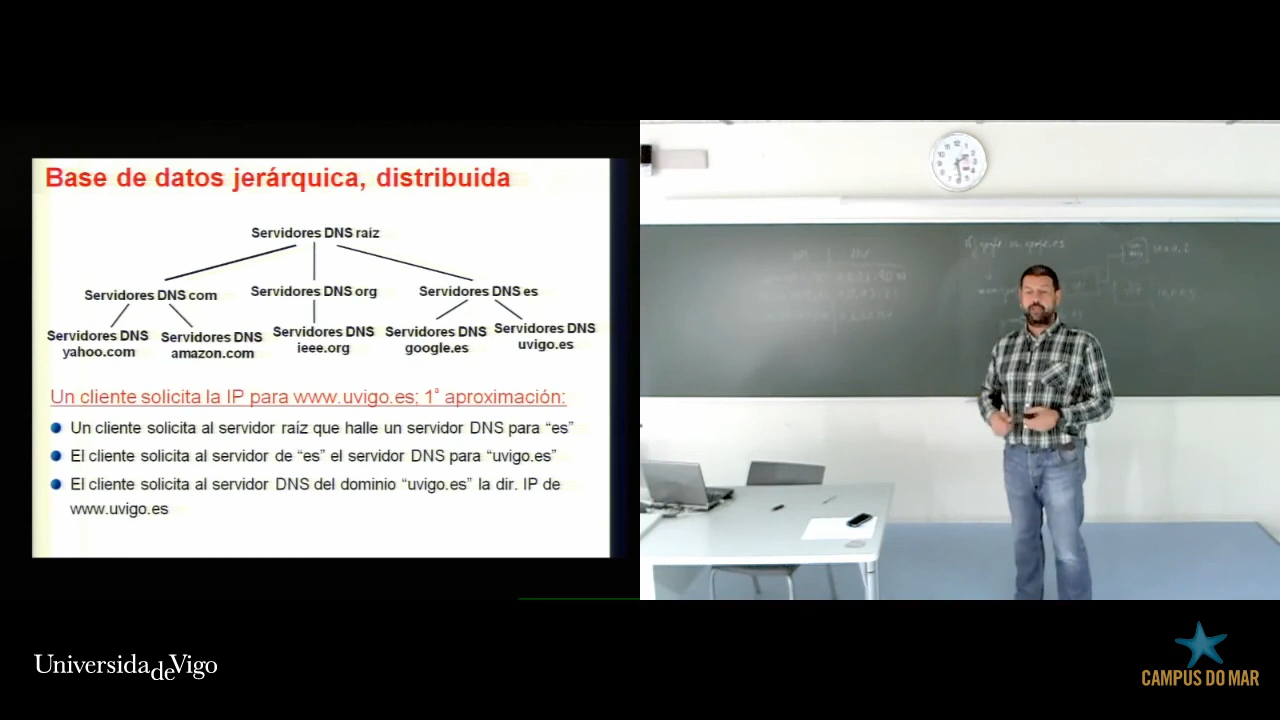 Base de datos jerárquica, distribuida
Servidores DNS raíz
Servidores DNS com
Servidores DNS org
Servidores DNS es
Servidores DNS
yahoo.com
Servidores DNS
amazon.com
Servidores DNS
ieee.org
Servidores DNS
google.es
Servidores DNS
uvigo.es
Un cliente solicita la IP para www.uvigo.es; 1ª aproximación:
Un cliente solicita al servidor raíz que halle un servidor DNS para “es”
El cliente solicita al servidor de “es” el servidor DNS para “uvigo.es”
El cliente solicita al servidor DNS del dominio “uvigo.es” la dir. IP de
www.uvigo.es
UniversidadeVigo
CAMPUS DO MAR